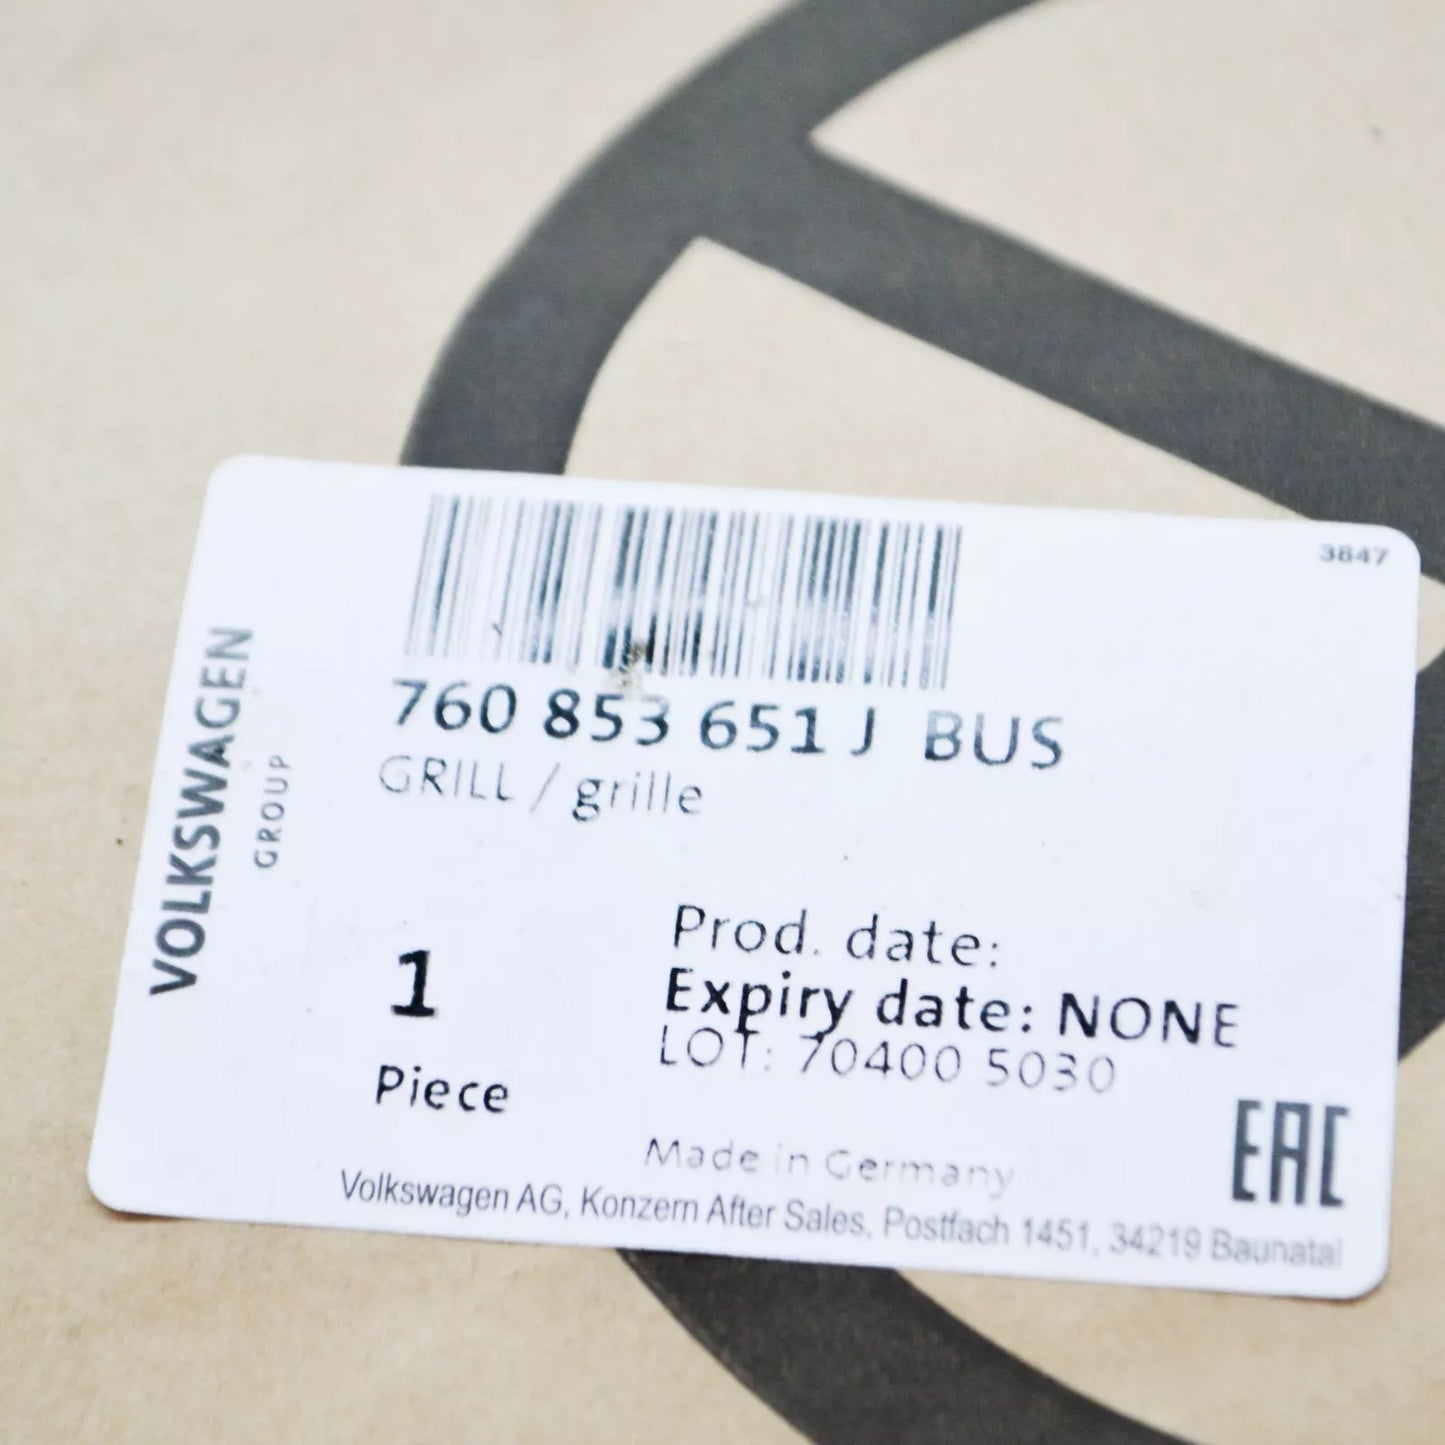 3847
760 853 651 J BUS
GRILL / grille
VOLKSWAGEN
GROUP
1
Piece
Prod. date:
Expiry date: NONE
LOT: 70400 5030
EAC
Made in Germany
Volkswagen AG, Konzern After Sales, Postfach 1451, 34219 Baunatal